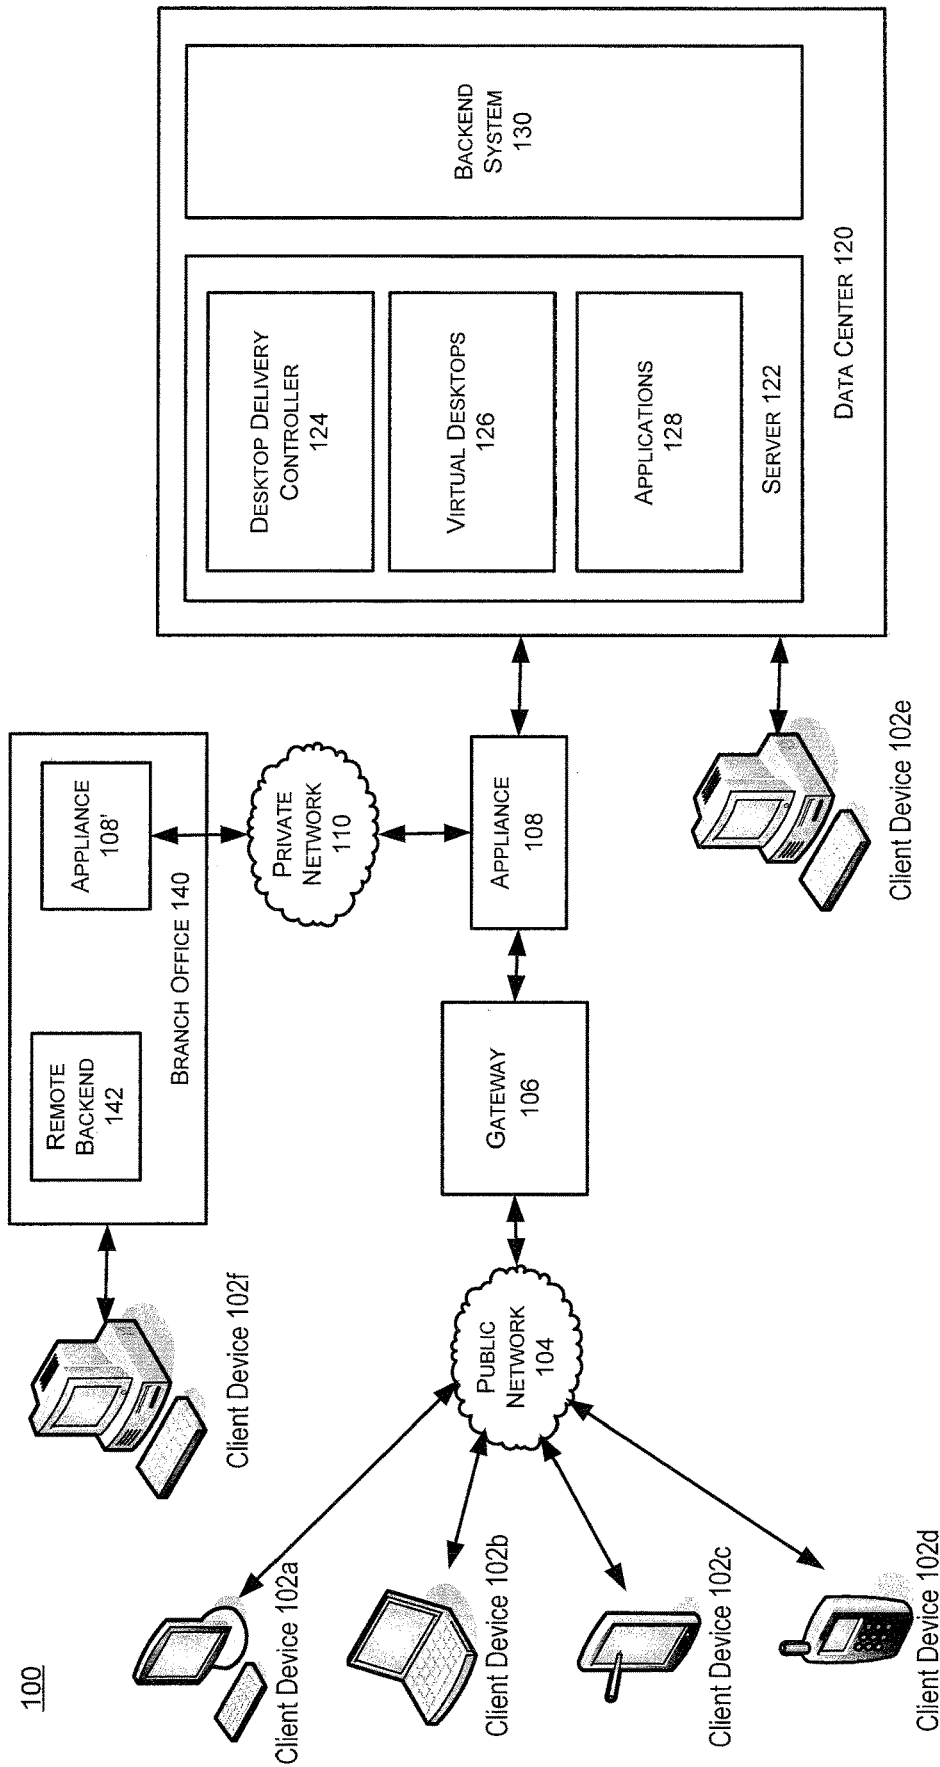 100
Client Device 102a
Client Device 102b
Client Device 102c
Client Device 102d
Client Device 102f
PUBLIC
NETWORK
104
GATEWAY
106
REMOTE
BACKEND
142
APPLIANCE
108'
BRANCH OFFICE 140
PRIVATE
NETWORK
110
APPLIANCE
108
Client Device 102e
DESKTOP DELIVERY
CONTROLLER
124
VIRTUAL DESKTOPS
126
APPLICATIONS
128
SERVER 122
BACKEND
SYSTEM
130
DATA CENTER 120